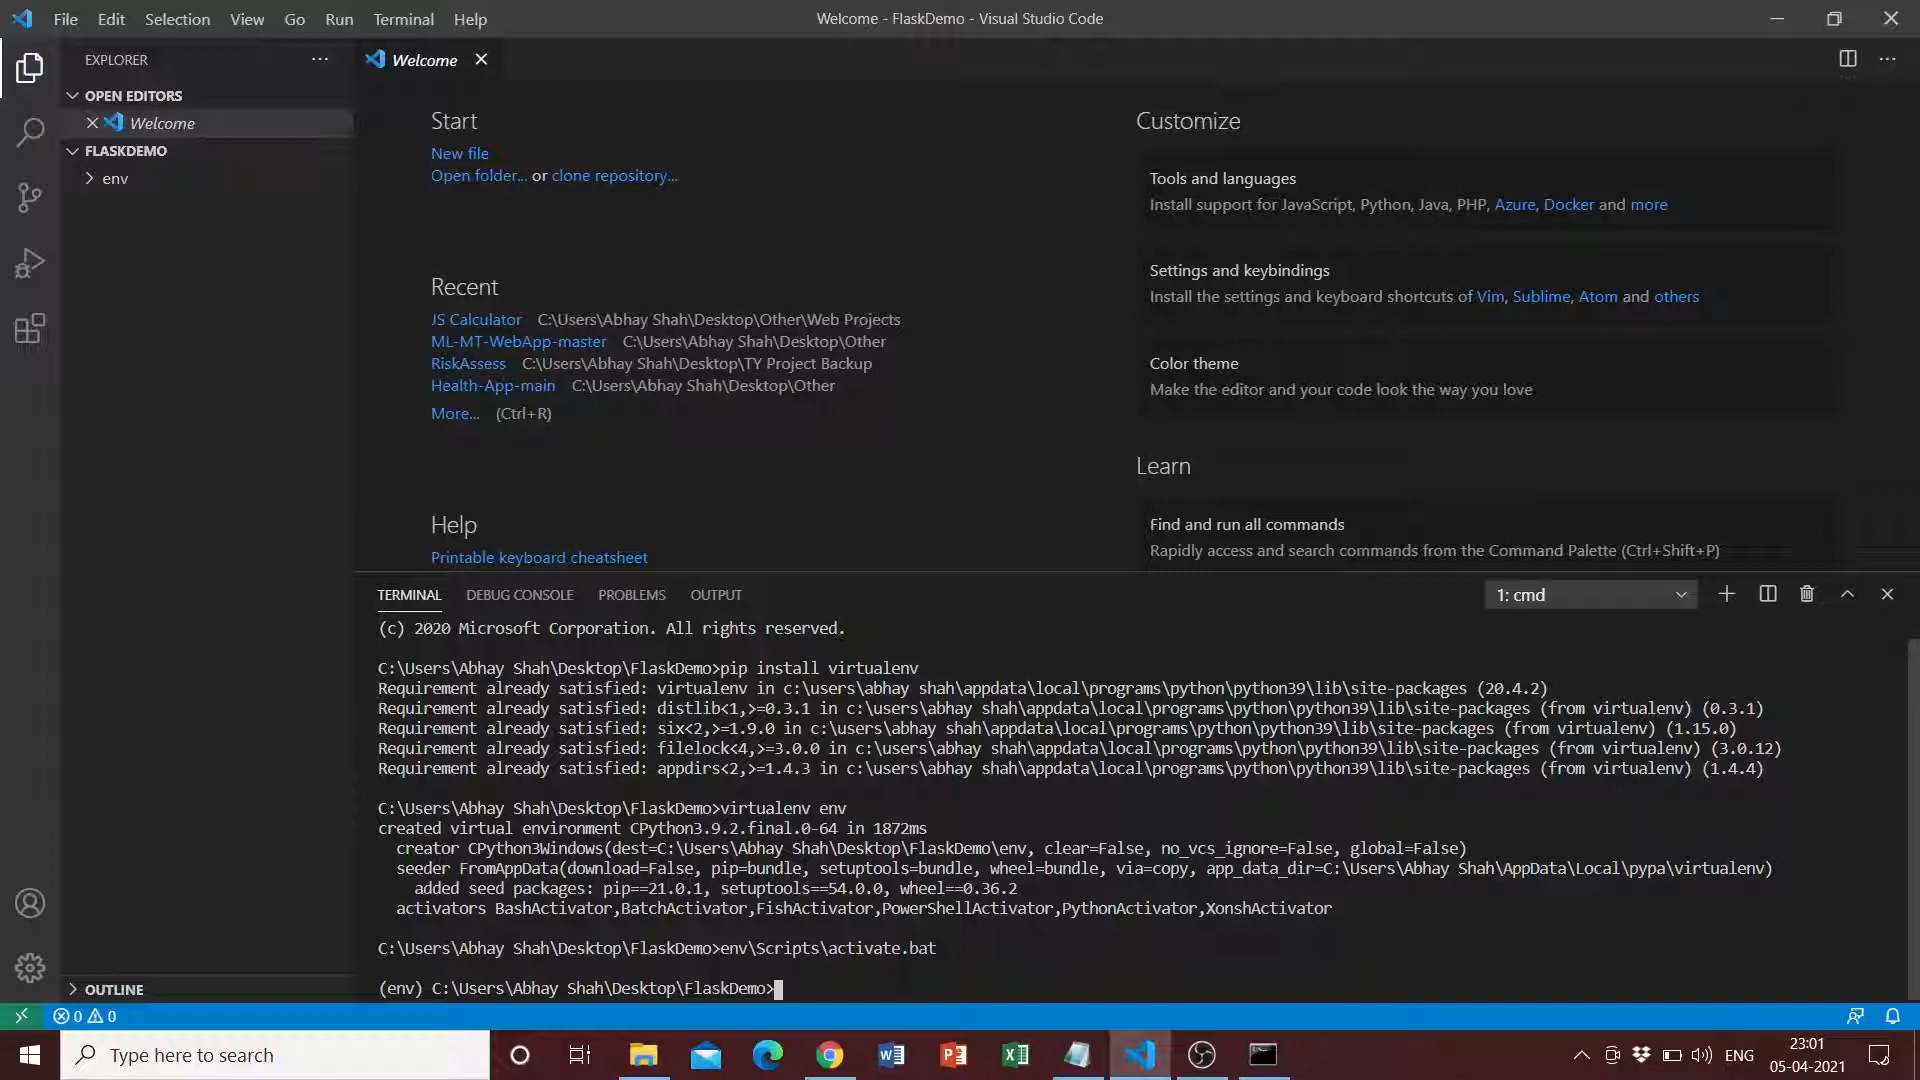 File Edit Selection View Go Run Terminal Help
Welcome - FlaskDemo - Visual Studio Code
EXPLORER
OPEN EDITORS
Welcome
FLASKDEMO
env
OUTLINE
Welcome
Start
New file
Open folder... or clone repository...
Recent
JS Calculator C:\Users\Abhay Shah\Desktop\Other\Web Projects
ML-MT-WebApp-master C:\Users\Abhay Shah\Desktop\Other
RiskAssess C:\Users\Abhay Shah\Desktop\TY Project Backup
Health-App-main C:\Users\Abhay Shah\Desktop\Other
More... (Ctrl+R)
Help
Printable keyboard cheatsheet
Customize
Tools and languages
Install support for JavaScript, Python, Java, PHP, Azure, Docker and more
Settings and keybindings
Install the settings and keyboard shortcuts of Vim, Sublime, Atom and others
Color theme
Make the editor and your code look the way you love
Learn
Find and run all commands
Rapidly access and search commands from the Command Palette (Ctrl+Shift+P)
TERMINAL DEBUG CONSOLE PROBLEMS OUTPUT
1: cmd
(c) 2020 Microsoft Corporation. All rights reserved.
C:\Users\Abhay Shah\Desktop\FlaskDemo>pip install virtualenv
Requirement already satisfied: virtualenv in c:\users\abhay shah\appdata\local\programs\python\python39\lib\site-packages (20.4.2)
Requirement already satisfied: distlib<1,>=0.3.1 in c:\users\abhay shah\appdata\local\programs\python\python39\lib\site-packages (from virtualenv) (0.3.1)
Requirement already satisfied: six<2,>=1.9.0 in c:\users\abhay shah\appdata\local\programs\python\python39\lib\site-packages (from virtualenv) (1.15.0)
Requirement already satisfied: filelock<4,>=3.0.0 in c:\users\abhay shah\appdata\local\programs\python\python39\lib\site-packages (from virtualenv) (3.0.12)
Requirement already satisfied: appdirs<2,>=1.4.3 in c:\users\abhay shah\appdata\local\programs\python\python39\lib\site-packages (from virtualenv) (1.4.4)
C:\Users\Abhay Shah\Desktop\FlaskDemo>virtualenv env
created virtual environment CPython3.9.2.final.0-64 in 1872ms
creator CPython3Windows(dest=C:\Users\Abhay Shah\Desktop\FlaskDemo\env, clear=False, no_vcs_ignore=False, global=False)
seeder FromAppData(download=False, pip=bundle, setuptools=bundle, wheel=bundle, via=copy, app_data_dir=C:\Users\Abhay Shah\AppData\Local\pypa\virtualenv)
added seed packages: pip==21.0.1, setuptools==54.0.0, wheel==0.36.2
activators BashActivator,BatchActivator,FishActivator,PowerShellActivator,PythonActivator,XonshActivator
C:\Users\Abhay Shah\Desktop\FlaskDemo>env\Scripts\activate.bat
(env) C:\Users\Abhay Shah\Desktop\FlaskDemo>
0 0
Type here to search
ENG
23:01
05-04-2021